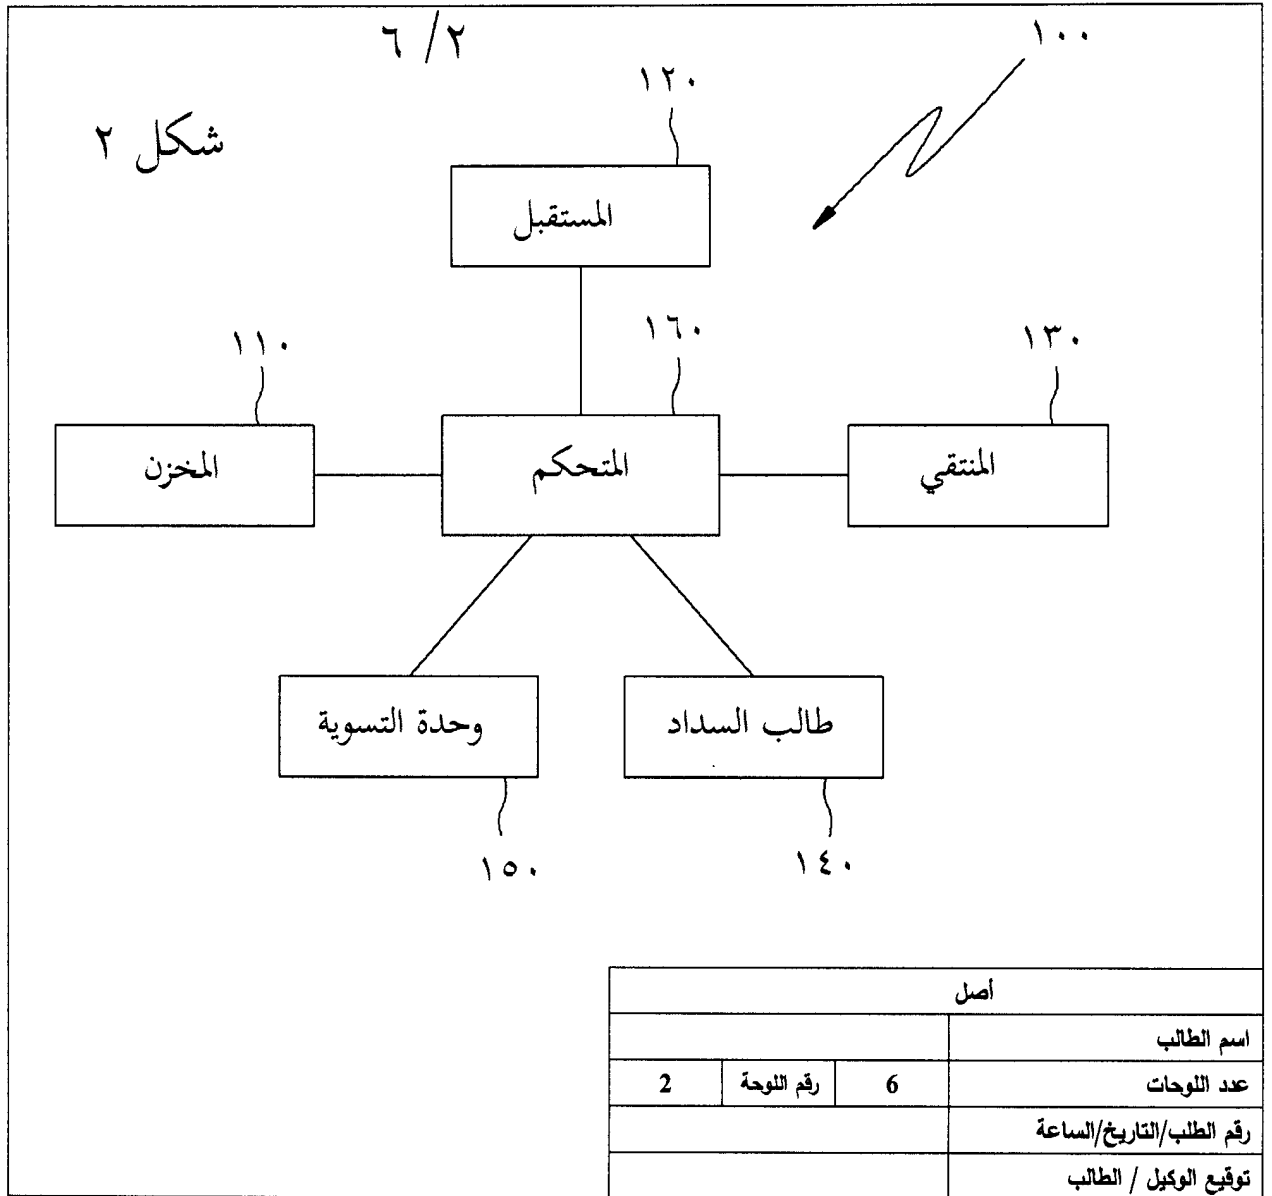 ٦/٢
١٠٠
١٢٠
شكل ٢
المستقبل
١٣٠
١٦٠
١١٠
المنتقي
المتحكم
المخزن
طالب السداد
وحدة التسوية
١٤٠
١٥٠
أصل
اسم الطالب
عدد اللوحات 6 رقم اللوحة 2
رقم الطلب/التاريخ/الساعة
توقيع الوكيل / الطالب